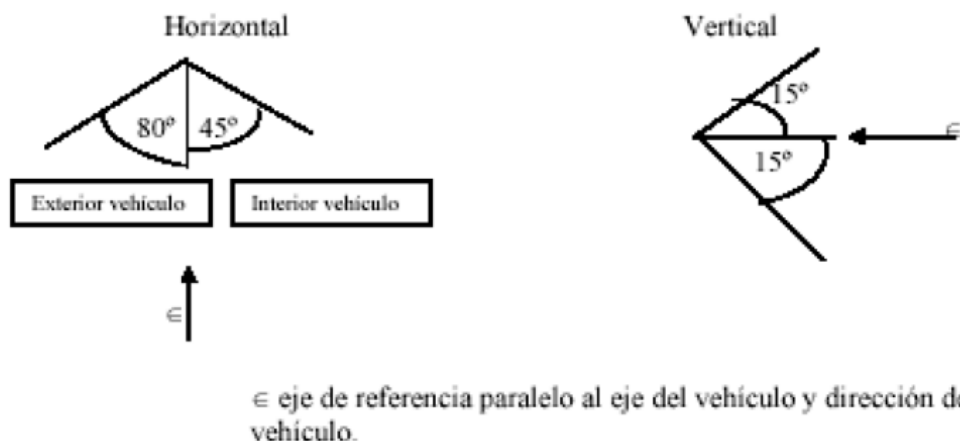 Horizontal
Vertical
80º 45º
15º
15º
∈
Exterior vehículo
Interior vehículo
∈
∈ eje de referencia paralelo al eje del vehículo y dirección de
vehículo.